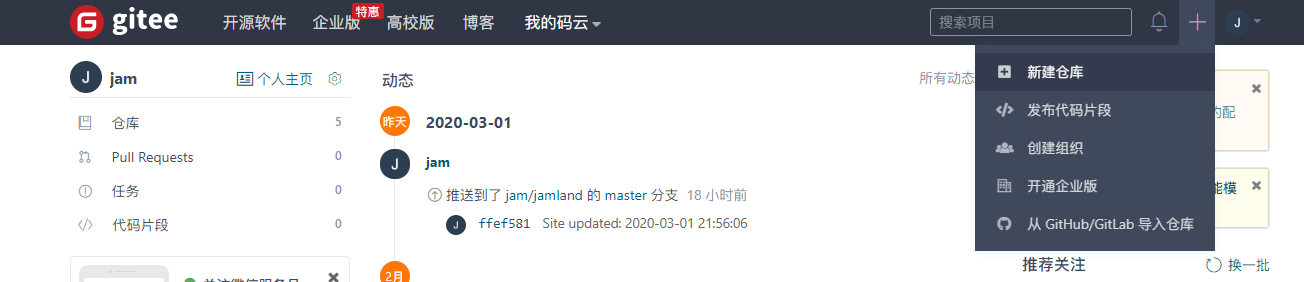 gitee 开源软件 企业版 特惠 高校版 博客 我的码云 搜索项目 J
J jam 个人主页
仓库 5
Pull Requests 0
任务 0
代码片段 0
动态 所有动态
昨天 2020-03-01
J jam
推送到了 jam/jamland 的 master 分支 18 小时前
J ffef581 Site updated: 2020-03-01 21:56:06
2月
新建仓库
发布代码片段
创建组织
开通企业版
从 GitHub/GitLab 导入仓库
的配
能模
推荐关注 换一批